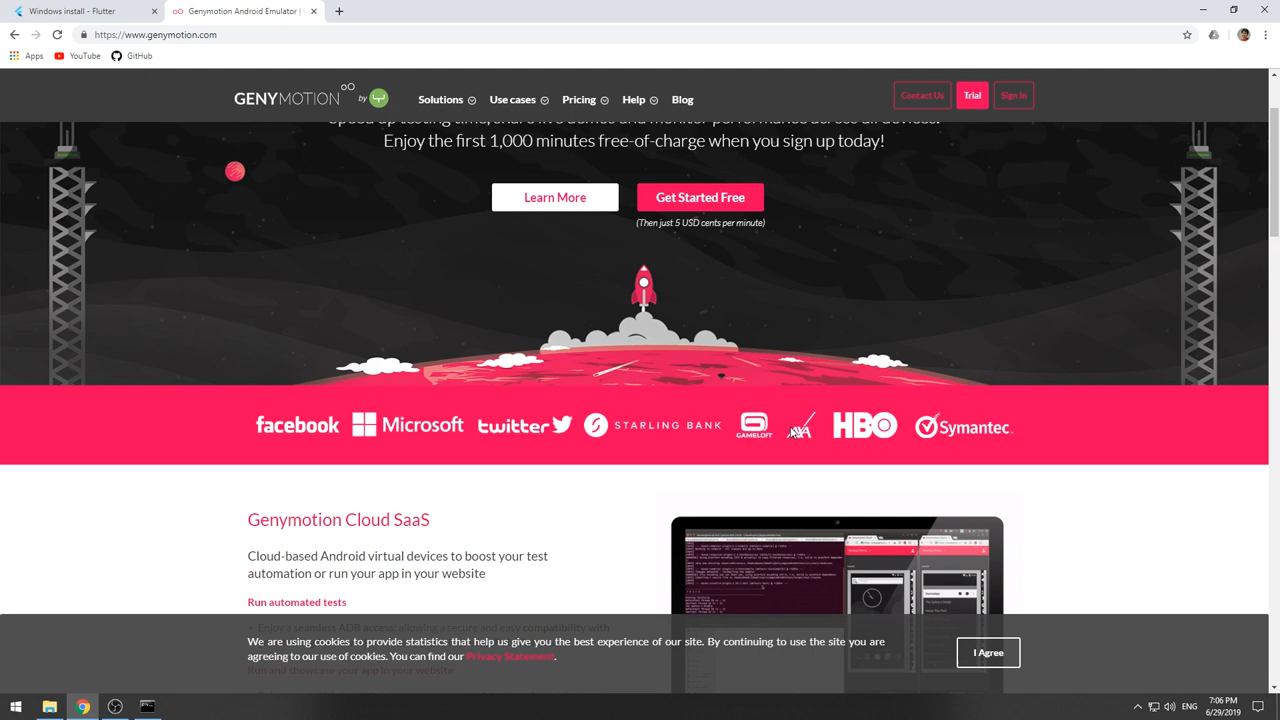 Windows install - Flutter
Genymotion Android Emulator |
https://www.genymotion.com
Apps
YouTube
GitHub
GENYMOTION
by
Solutions
Use cases
Pricing
Help
Blog
Contact Us
Trial
Sign In
Speed up testing time, share live demos and monitor performance across all devices.
Enjoy the first 1,000 minutes free-of-charge when you sign up today!
Learn More
Get Started Free
(Then just 5 USD cents per minute)
facebook
Microsoft
twitter
STARLING BANK
GAMELOFT
AXA
HBO
Symantec.
Genymotion Cloud SaaS
Cloud-based Android virtual devices to boost your test
automation or run your app in your website.
Run automated tests
Enjoy a seamless ADB access: allowing a secure and easy compatibility with
We are using cookies to provide statistics that help us give you the best experience of our site. By continuing to use the site you are
agreeing to our use of cookies. You can find our Privacy Statement.
Run and showcase your app in your website
I Agree
ENG
7:06 PM
6/29/2019